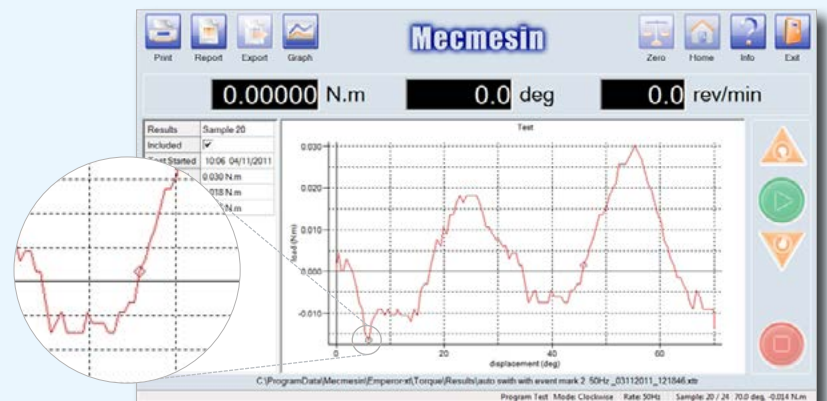 Mecmesin
Print Report Export Graph
Zero Home Info Exit
0.00000 N.m 0.0 deg 0.0 rev/min
Results Sample 20
Included
Test Started 10:06 04/11/2011
0.030 N.m
.018 N.m
N.m
Test
0.030
0.020
0.010
0.000
-0.010
load (N.m)
0 20 40 60
displacement (deg)
C:\ProgramData\Mecmesin\Emperor-xt\Torque\Results\auto swith with event mark 2 50Hz _03112011_121846.xtr
Program Test Mode: Clockwise Rate: 50Hz Sample: 20 / 24 70.0 deg, -0.014 N.m